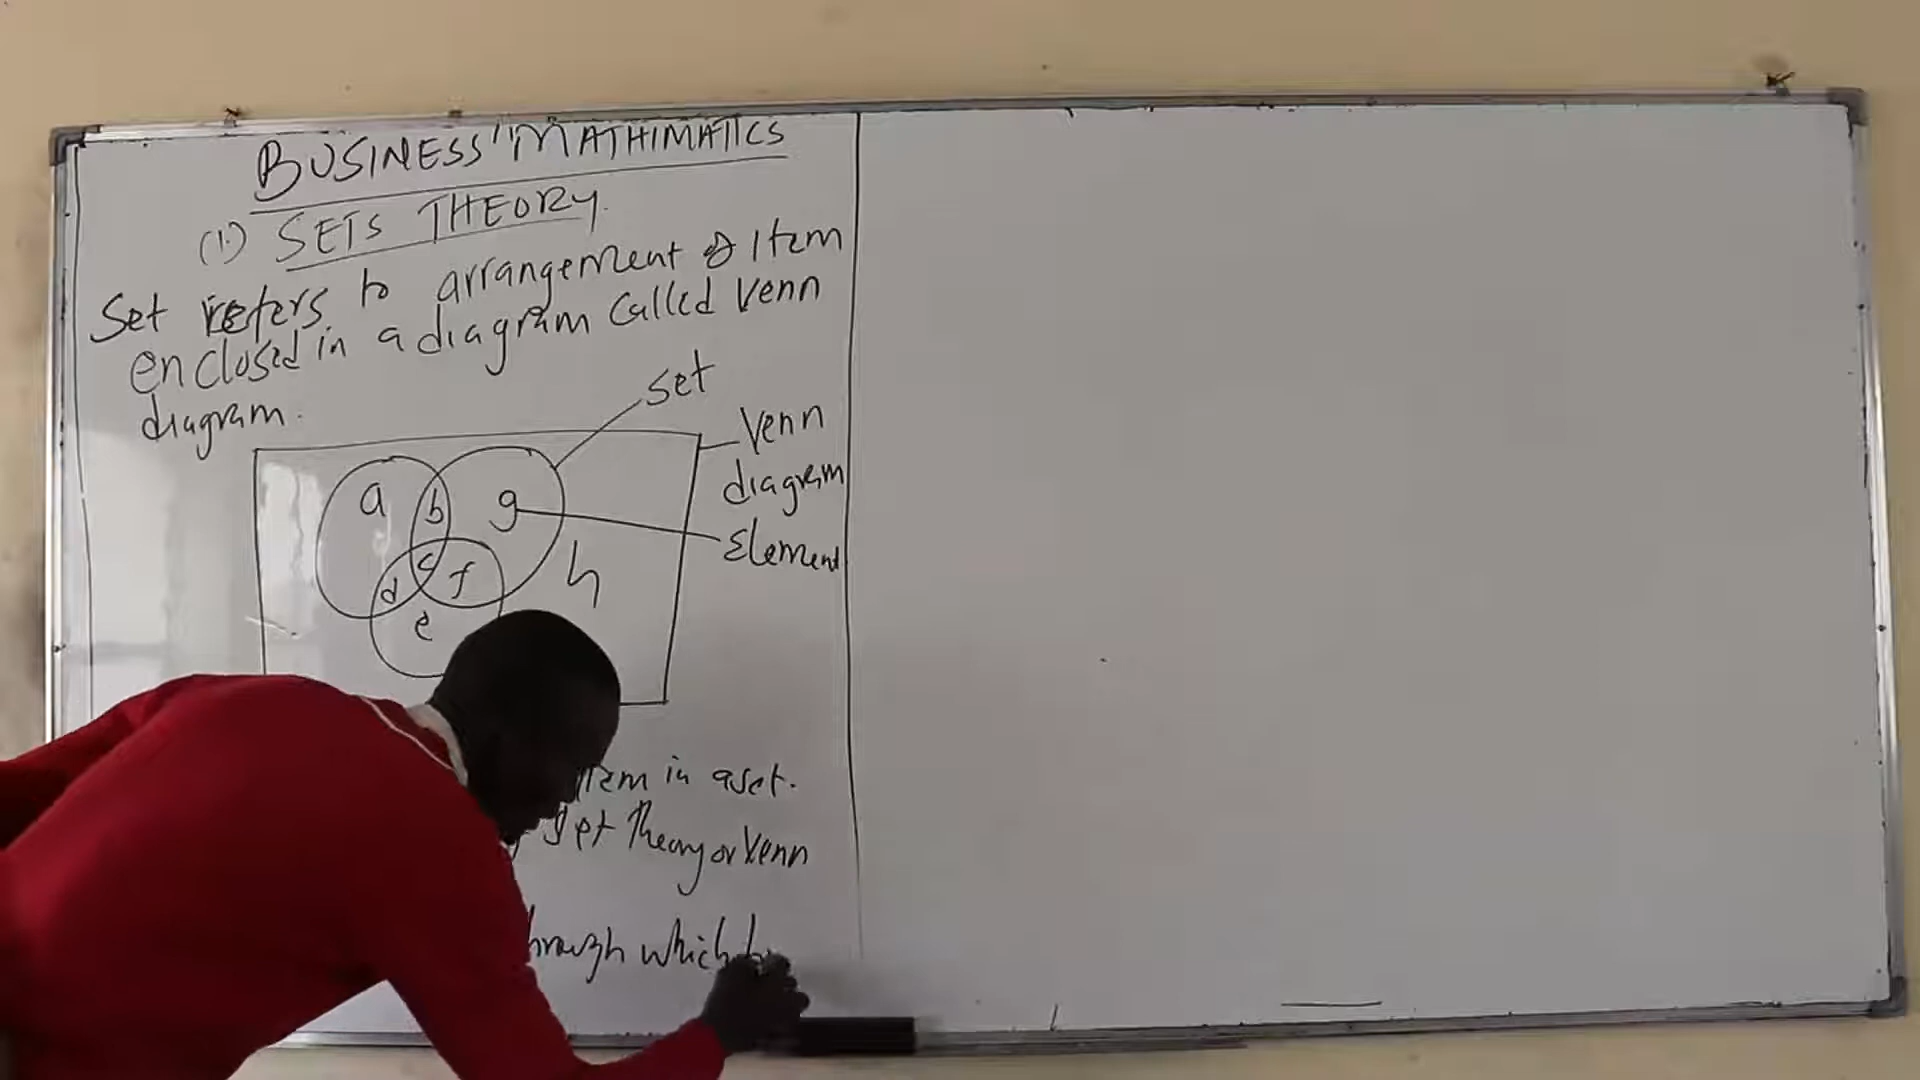 BUSINESS MATHIMATICS
(1.) SETS THEORY.
Set refers to arrangement of Item
enclosed in a diagram called Venn
diagram.
Set
Venn
diagram
Element
a
b
g
c
d
f
h
e
Item in a set.
Set Theory or Venn
through which